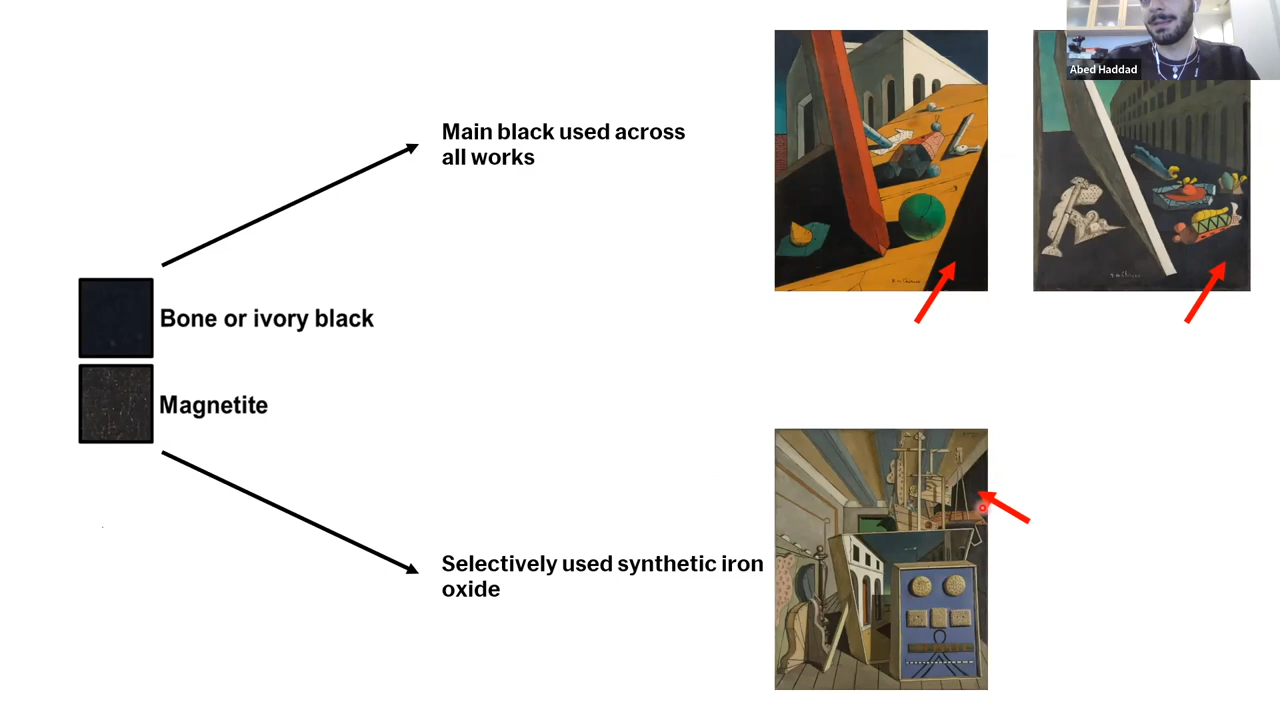 Abed Haddad
Main black used across
all works
Bone or ivory black
Magnetite
Selectively used synthetic iron
oxide